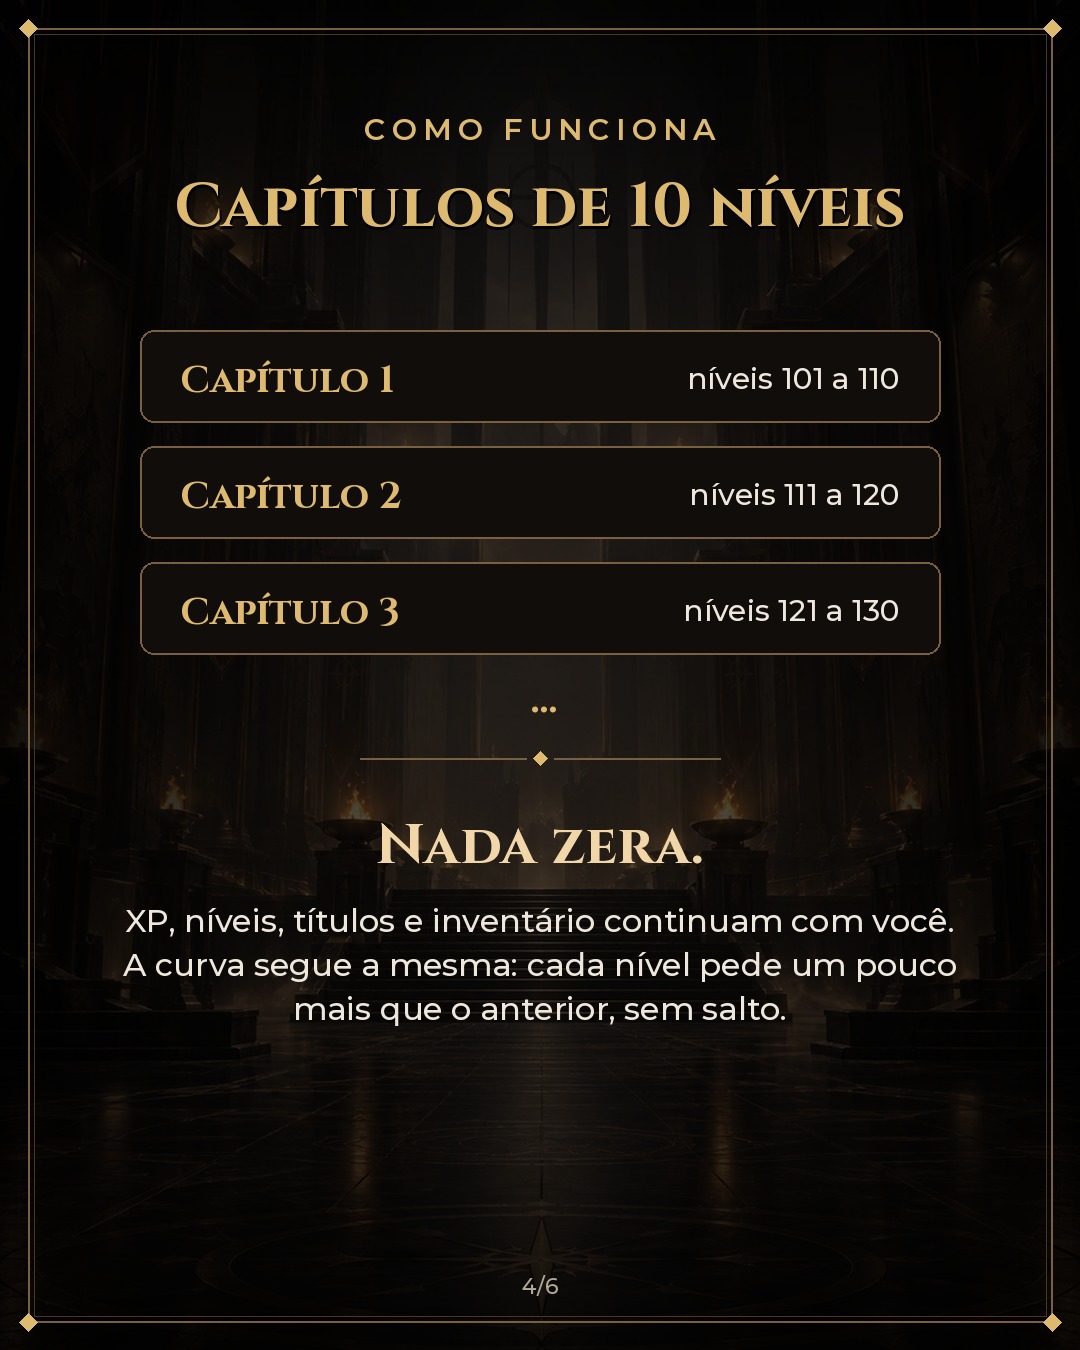 COMO FUNCIONA
Capítulos de 10 níveis
Capítulo 1
níveis 101 a 110
Capítulo 2
níveis 111 a 120
Capítulo 3
níveis 121 a 130
...
Nada zera.
XP, níveis, títulos e inventário continuam com você.
A curva segue a mesma: cada nível pede um pouco
mais que o anterior, sem salto.
4/6